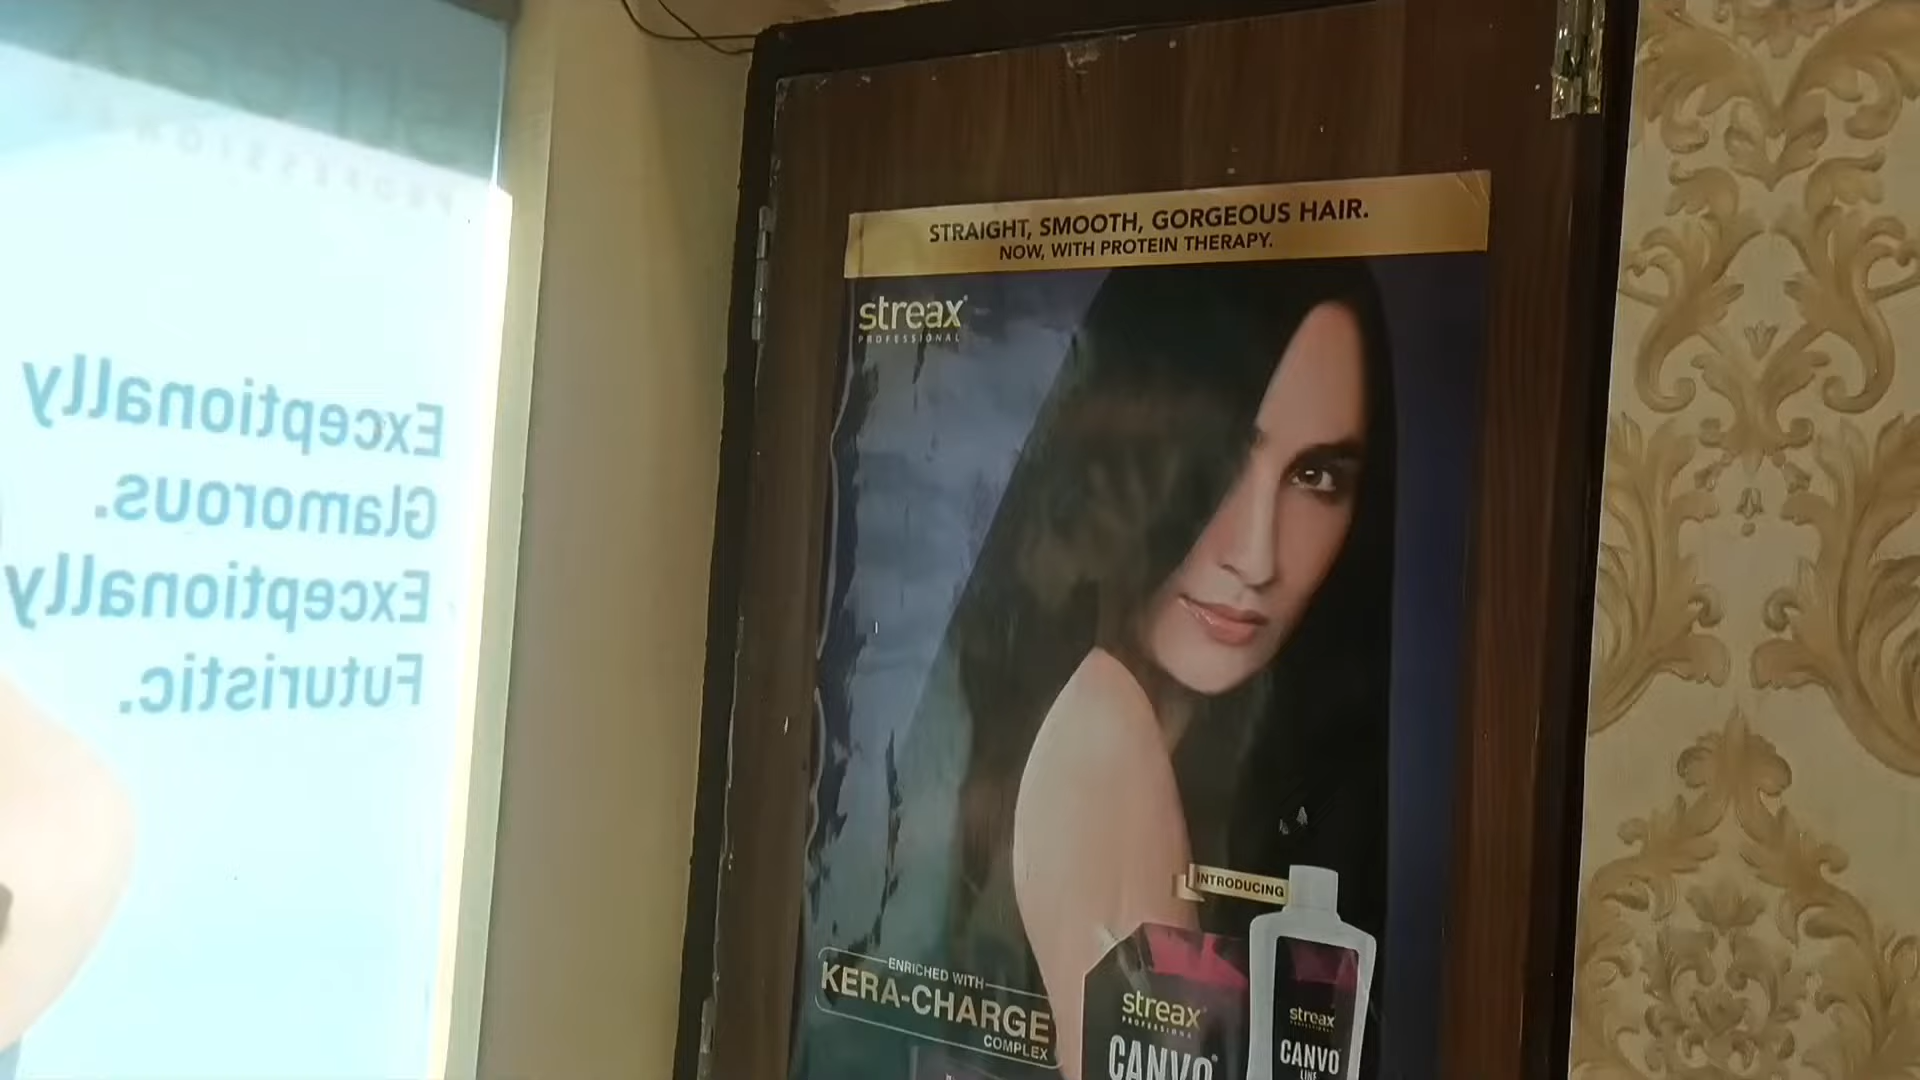 PROFESSIONAL
Exceptionally
Glamorous.
Exceptionally
Futuristic.
STRAIGHT, SMOOTH, GORGEOUS HAIR.
NOW, WITH PROTEIN THERAPY.
streax
PROFESSIONAL
INTRODUCING
ENRICHED WITH
KERA-CHARGE
COMPLEX
streax
PROFESSIONAL
CANVO
streax
CANVO
LINE